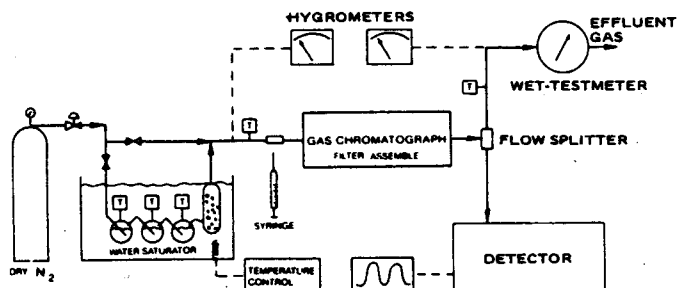 HYGROMETERS
EFFLUENT
GAS
WET-TESTMETER
T
T
GAS CHROMATOGRAPH
FILTER ASSEMBLE
FLOW SPLITTER
SYRINGE
T T T
WATER SATURATOR
DRY N2
TEMPERATURE
CONTROL
DETECTOR